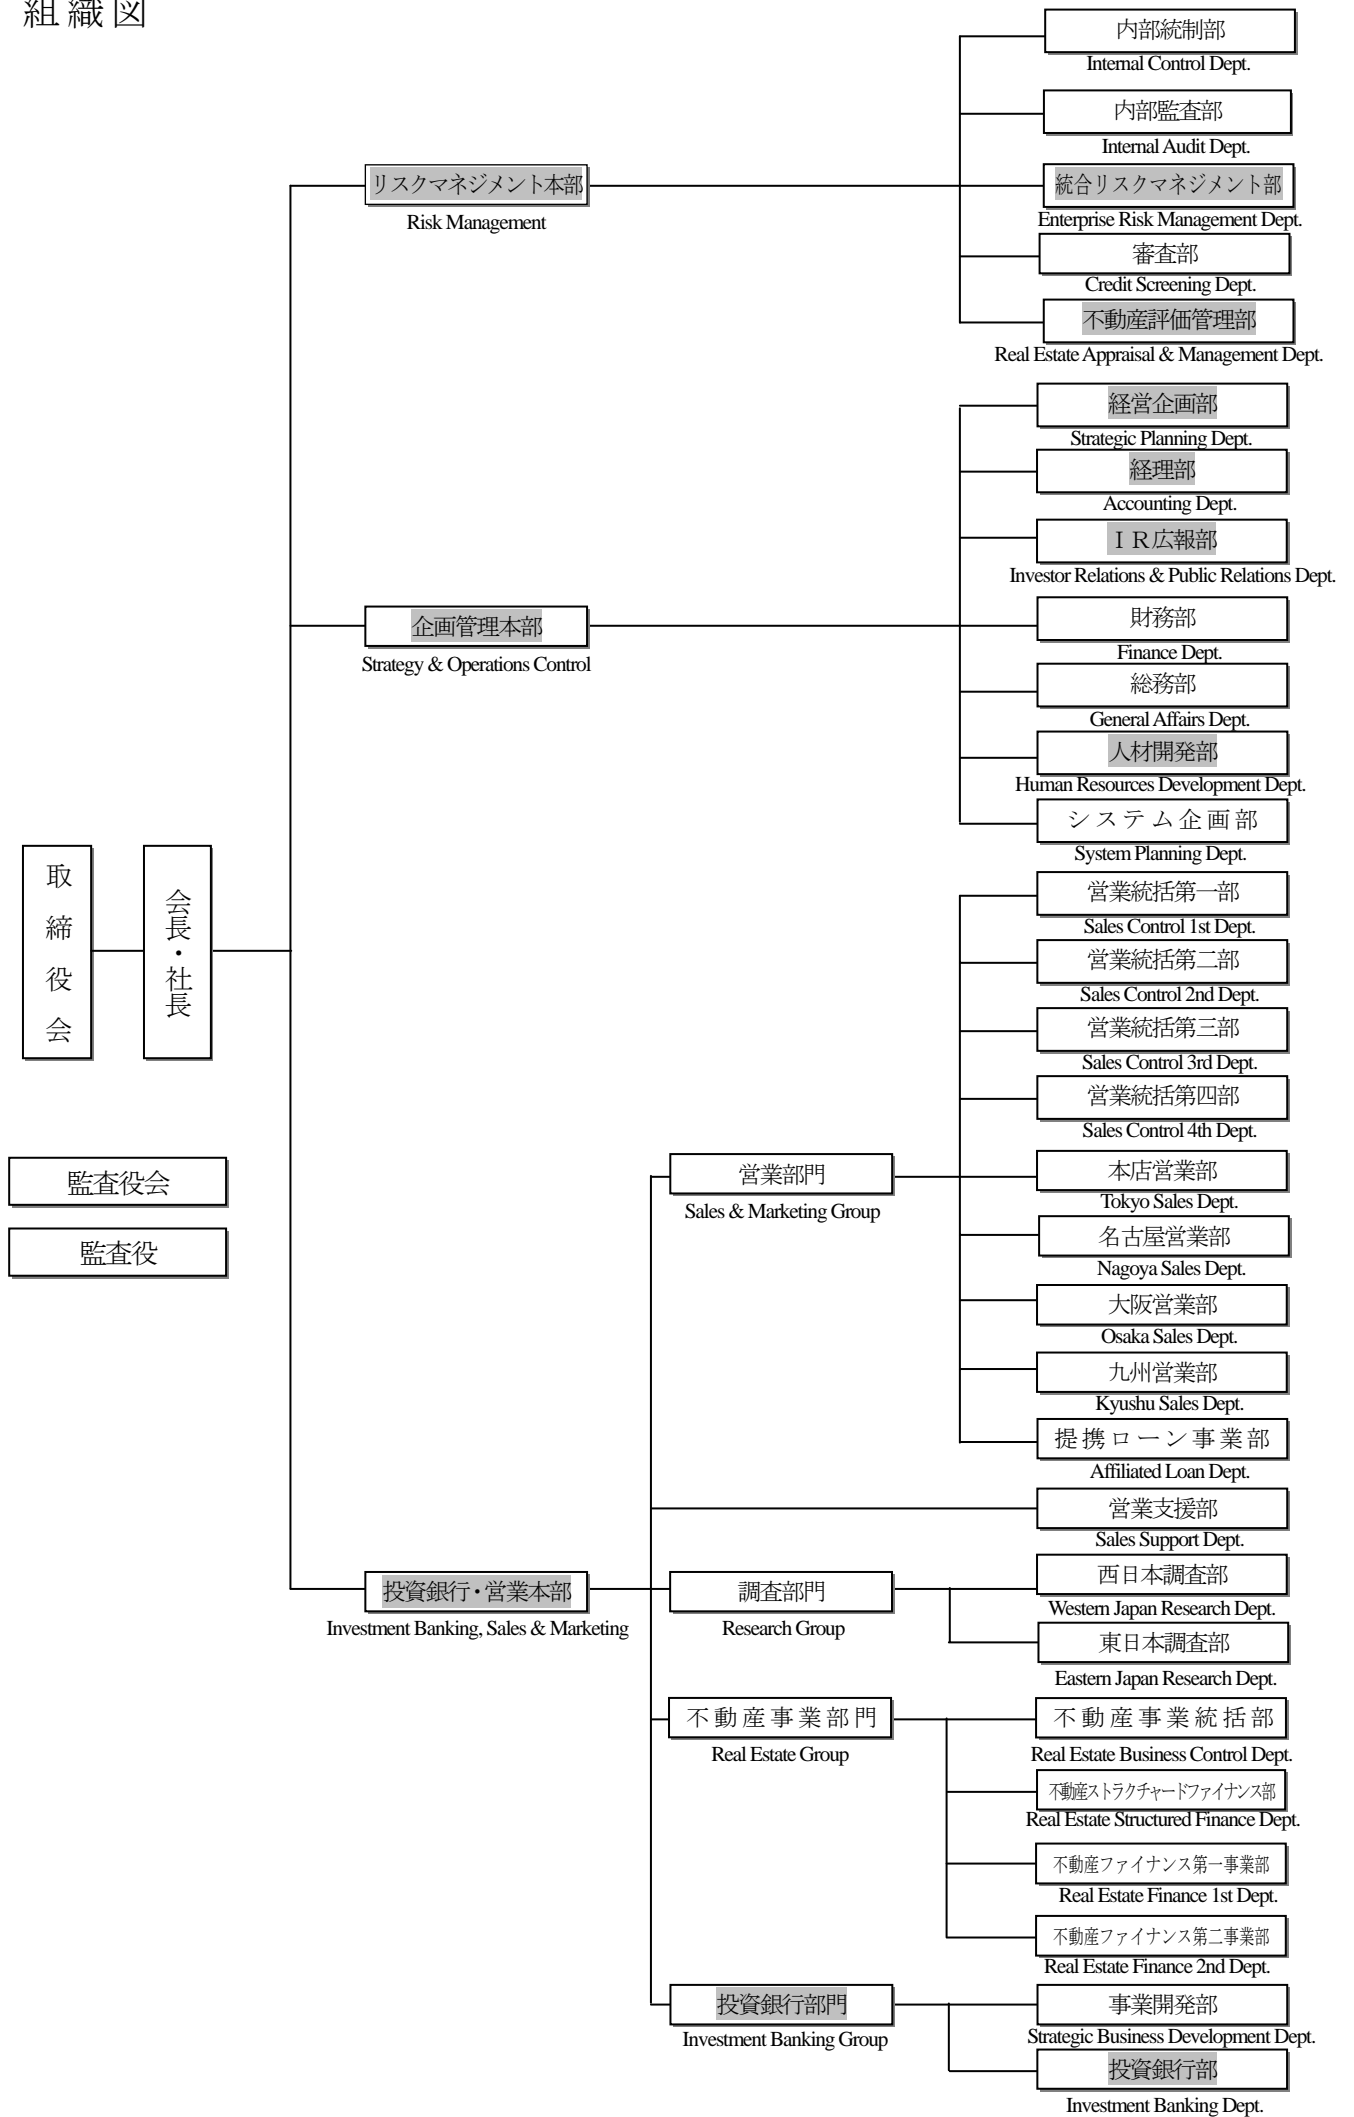 組織図
内部統制部
Internal Control Dept.
内部監査部
Internal Audit Dept.
リスクマネジメント本部
Risk Management
統合リスクマネジメント部
Enterprise Risk Management Dept.
審査部
Credit Screening Dept.
不動産評価管理部
Real Estate Appraisal & Management Dept.
経営企画部
Strategic Planning Dept.
経理部
Accounting Dept.
ＩＲ広報部
Investor Relations & Public Relations Dept.
企画管理本部
Strategy & Operations Control
財務部
Finance Dept.
総務部
General Affairs Dept.
人材開発部
Human Resources Development Dept.
システム企画部
System Planning Dept.
取締役会
会長・社長
監査役会
監査役
営業統括第一部
Sales Control 1st Dept.
営業統括第二部
Sales Control 2nd Dept.
営業統括第三部
Sales Control 3rd Dept.
営業統括第四部
Sales Control 4th Dept.
営業部門
Sales & Marketing Group
本店営業部
Tokyo Sales Dept.
名古屋営業部
Nagoya Sales Dept.
大阪営業部
Osaka Sales Dept.
九州営業部
Kyushu Sales Dept.
提携ローン事業部
Affiliated Loan Dept.
営業支援部
Sales Support Dept.
投資銀行・営業本部
Investment Banking, Sales & Marketing
調査部門
Research Group
西日本調査部
Western Japan Research Dept.
東日本調査部
Eastern Japan Research Dept.
不動産事業部門
Real Estate Group
不動産事業統括部
Real Estate Business Control Dept.
不動産ストラクチャードファイナンス部
Real Estate Structured Finance Dept.
不動産ファイナンス第一事業部
Real Estate Finance 1st Dept.
不動産ファイナンス第二事業部
Real Estate Finance 2nd Dept.
投資銀行部門
Investment Banking Group
事業開発部
Strategic Business Development Dept.
投資銀行部
Investment Banking Dept.